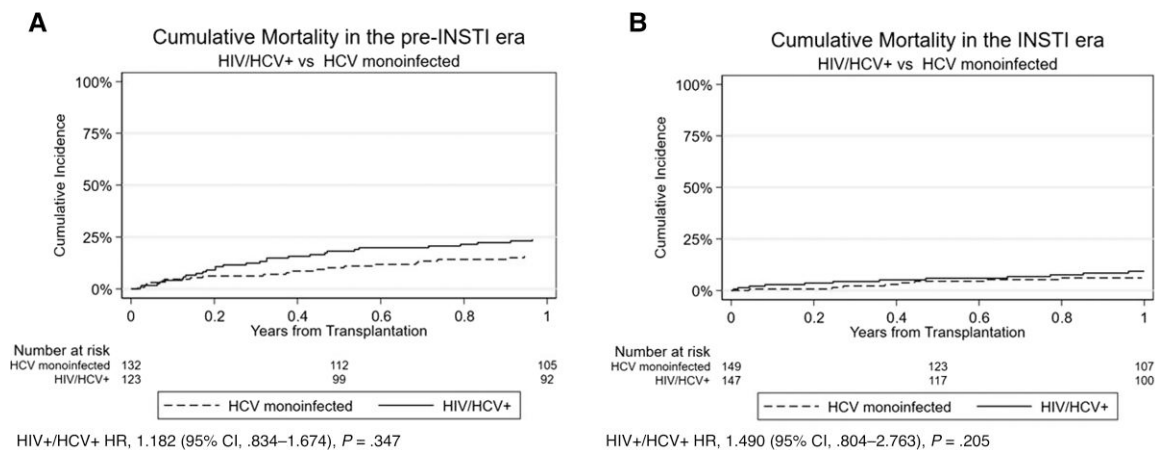 A
Cumulative Mortality in the pre-INSTI era
HIV/HCV+ vs HCV monoinfected
100%
75%
50%
25%
0%
Cumulative Incidence
0 0.2 0.4 0.6 0.8 1
Years from Transplantation
Number at risk
HCV monoinfected 132 112 105
HIV/HCV+ 123 99 92
HCV monoinfected HIV/HCV+
HIV+/HCV+ HR, 1.182 (95% CI, .834–1.674), P = .347
B
Cumulative Mortality in the INSTI era
HIV/HCV+ vs HCV monoinfected
100%
75%
50%
25%
0%
Cumulative Incidence
0 0.2 0.4 0.6 0.8 1
Years from Transplantation
Number at risk
HCV monoinfected 149 123 107
HIV/HCV+ 147 117 100
HCV monoinfected HIV/HCV+
HIV+/HCV+ HR, 1.490 (95% CI, .804–2.763), P = .205